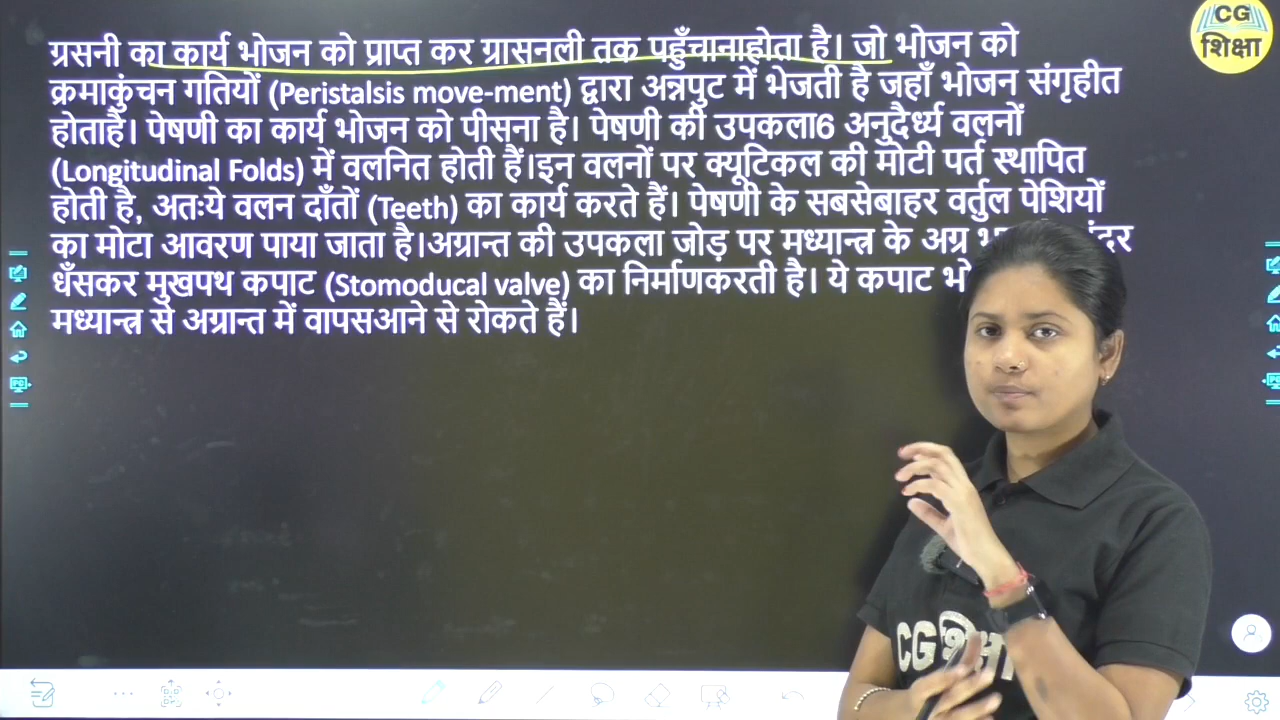 ग्रसनी का कार्य भोजन को प्राप्त कर ग्रासनली तक पहुँचानाहोता है। जो भोजन को
क्रमाकुंचन गतियों (Peristalsis move-ment) द्वारा अन्नपुट में भेजती है जहाँ भोजन संगृहीत
होताहै। पेषणी का कार्य भोजन को पीसना है। पेषणी की उपकला6 अनुदैर्ध्य वलनों
(Longitudinal Folds) में वलनित होती हैं।इन वलनों पर क्यूटिकल की मोटी पर्त स्थापित
होती है, अतःये वलन दाँतों (Teeth) का कार्य करते हैं। पेषणी के सबसेबाहर वर्तुल पेशियों
का मोटा आवरण पाया जाता है।अग्रान्त्र की उपकला जोड़ पर मध्यान्त्र के अग्र
धँसकर मुखपथ कपाट (Stomoducal valve) का निर्माणकरती है। ये कपाट
मध्यान्त्र से अग्रान्त्र में वापसआने से रोकते हैं।
CG
शिक्षा
CG शिक्षा